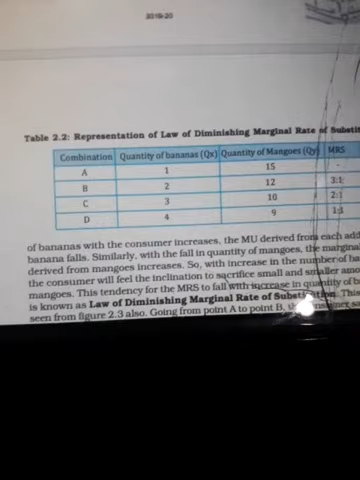 2019-20
Table 2.2: Representation of Law of Diminishing Marginal Rate of
Combination Quantity of bananas (Qx) Quantity of Mangoes (Qy) MRS
A 1 15 -
B 2 12 3:1
C 3 10 2:1
D 4 9 1:1
of bananas with the consumer increases, the MU derived from each
banana falls. Similarly, with the fall in quantity of mangoes, the
derived from mangoes increases. So, with increase in the number of
the consumer will feel the inclination to sacrifice small and smaller
mangoes. This tendency for the MRS to fall with increase in quantity of
is known as Law of Diminishing Marginal Rate of Substitution. This
seen from figure 2.3 also. Going from point A to point B,